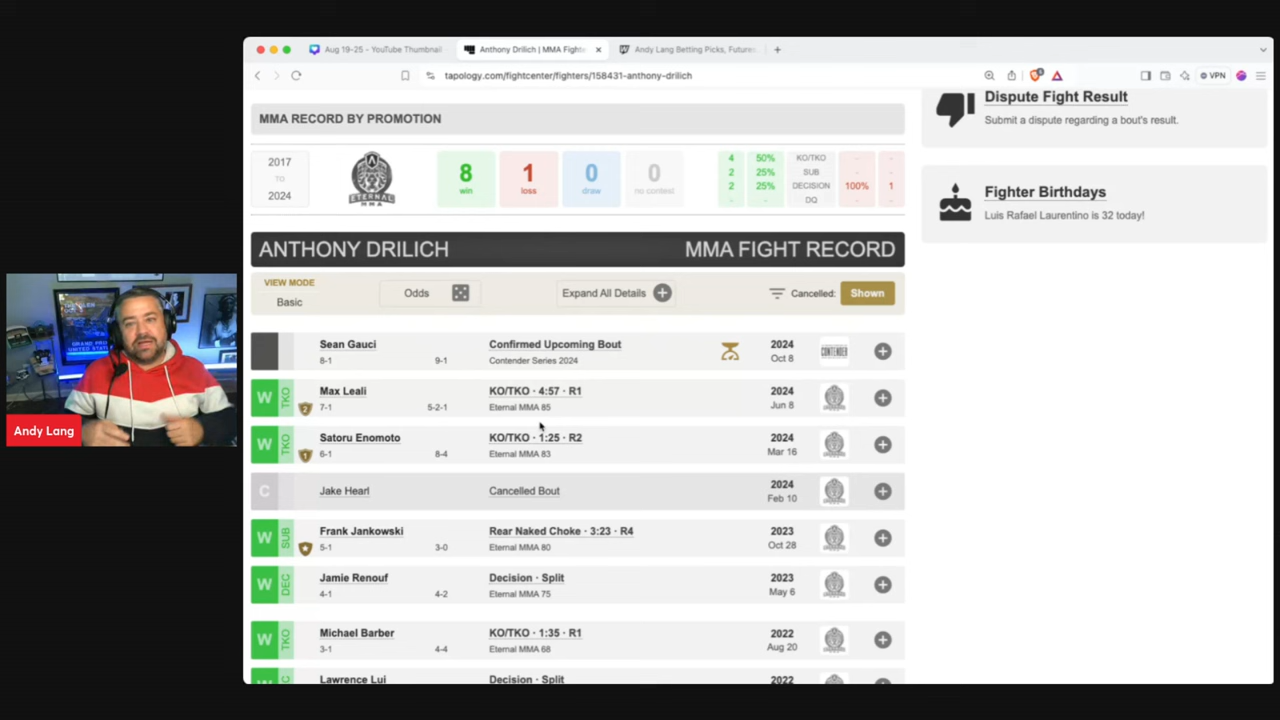 Aug 19-25 - YouTube Thumbnail
Anthony Drilich | MMA Fighte
Andy Lang Betting Picks, Futures
tapology.com/fightcenter/fighters/158431-anthony-drilich
VPN
MMA RECORD BY PROMOTION
2017
TO
2024
ETERNAL
MMA
8
win
1
loss
0
draw
0
no contest
4 50% KO/TKO - -
2 25% SUB - -
2 25% DECISION 100% 1
- - DQ - -
Dispute Fight Result
Submit a dispute regarding a bout's result.
Fighter Birthdays
Luis Rafael Laurentino is 32 today!
ANTHONY DRILICH MMA FIGHT RECORD
VIEW MODE
Basic
Odds
Expand All Details
Cancelled: Shown
Sean Gauci Confirmed Upcoming Bout 2024
8-1 9-1 Contender Series 2024 Oct 8
CONTENDER
W TKO Max Leali KO/TKO · 4:57 · R1 2024
2 7-1 5-2-1 Eternal MMA 85 Jun 8
W TKO Satoru Enomoto KO/TKO · 1:25 · R2 2024
1 6-1 8-4 Eternal MMA 83 Mar 16
C Jake Hearl Cancelled Bout 2024
Feb 10
W SUB Frank Jankowski Rear Naked Choke · 3:23 · R4 2023
5-1 3-0 Eternal MMA 80 Oct 28
W DEC Jamie Renouf Decision · Split 2023
4-1 4-2 Eternal MMA 75 May 6
W TKO Michael Barber KO/TKO · 1:35 · R1 2022
3-1 4-4 Eternal MMA 68 Aug 20
W C Lawrence Lui Decision · Split 2022
GRAND PRI
Andy Lang